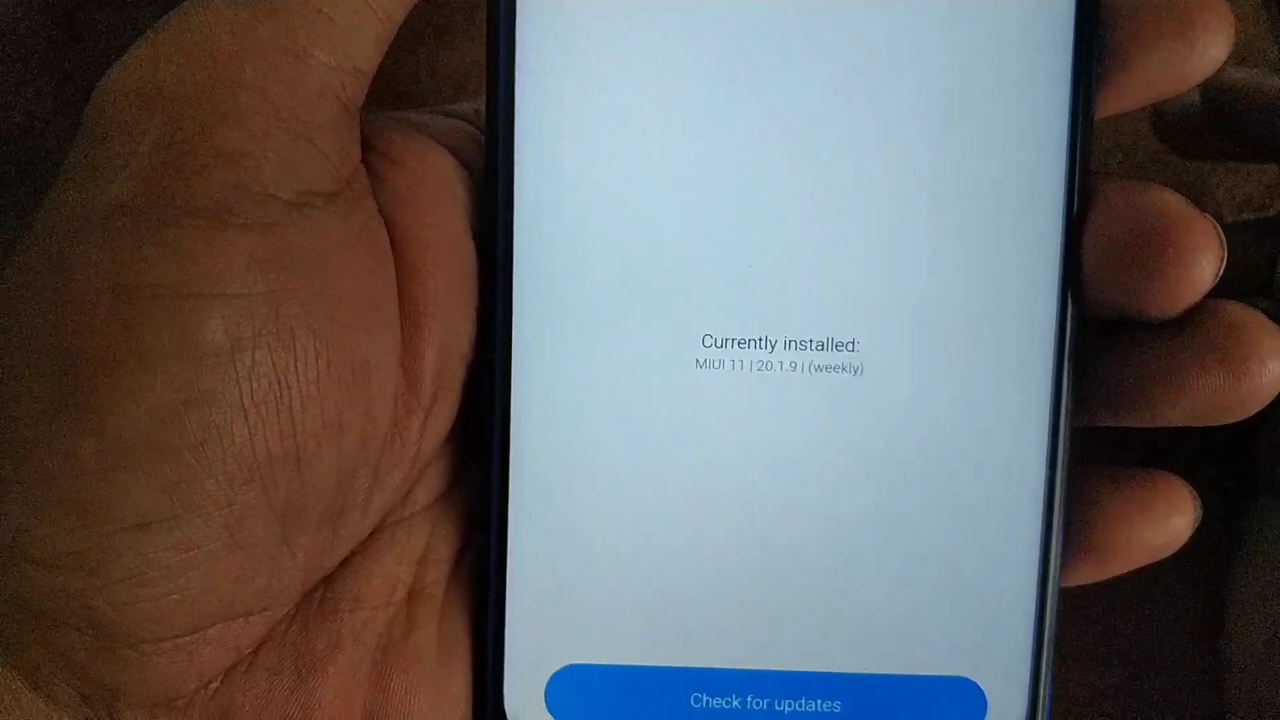 Currently installed:
MIUI 11 | 20.1.9 | (weekly)
Check for updates